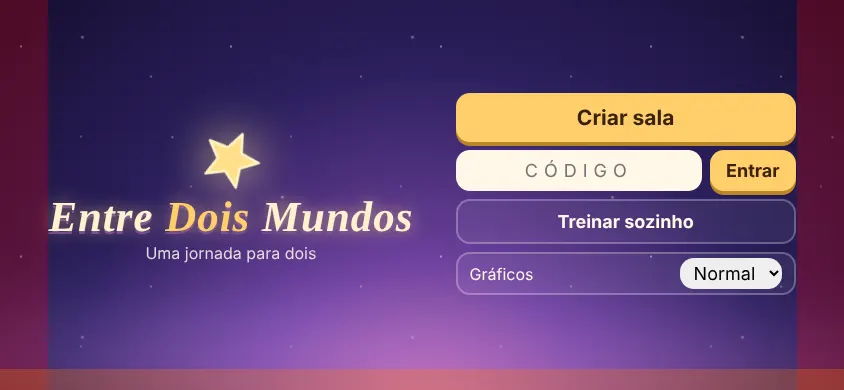 Entre Dois Mundos
Uma jornada para dois
Criar sala
CÓDIGO
Entrar
Treinar sozinho
Gráficos
Normal